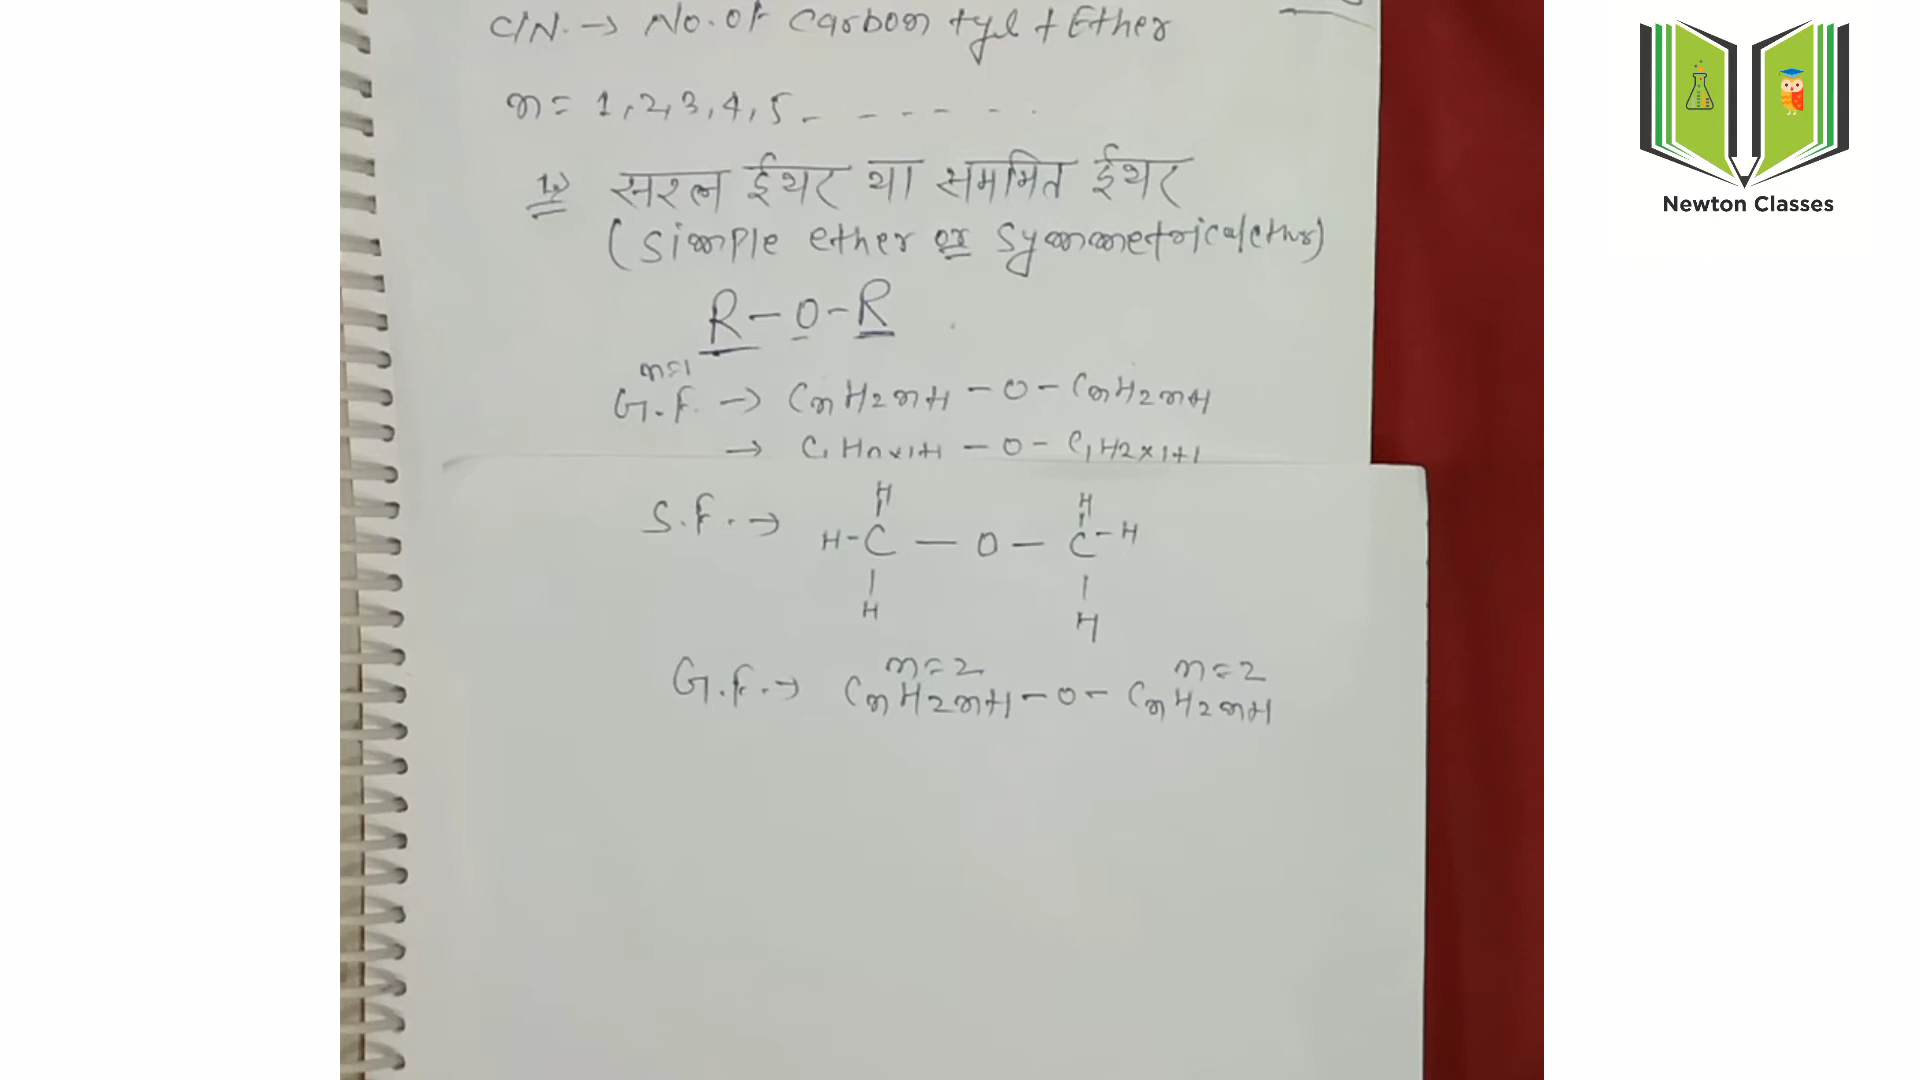 C/N. → No. of Carbon + yl + Ether
n = 1, 2, 3, 4, 5 - - - - - -
1) सरल ईथर या सममित ईथर
(Simple ether or Symmetrical ether)
R - O - R
n=1
G.F. → CnH2n+1 - O - CnH2n+1
→ C1H2×1+1 - O - C1H2×1+1
H H
S.F. → H-C - O - C-H
H H
n=2 n=2
G.F. → CnH2n+1 - O - CnH2n+1
Newton Classes